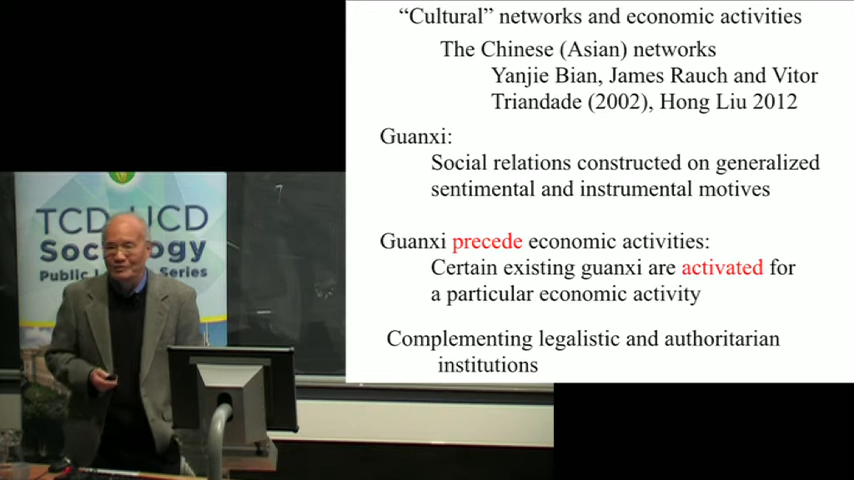 “Cultural” networks and economic activities
The Chinese (Asian) networks
Yanjie Bian, James Rauch and Vitor
Triandade (2002), Hong Liu 2012
Guanxi:
Social relations constructed on generalized
sentimental and instrumental motives
Guanxi precede economic activities:
Certain existing guanxi are activated for
a particular economic activity
Complementing legalistic and authoritarian
institutions
TCD-UCD
Sociology
Public Series